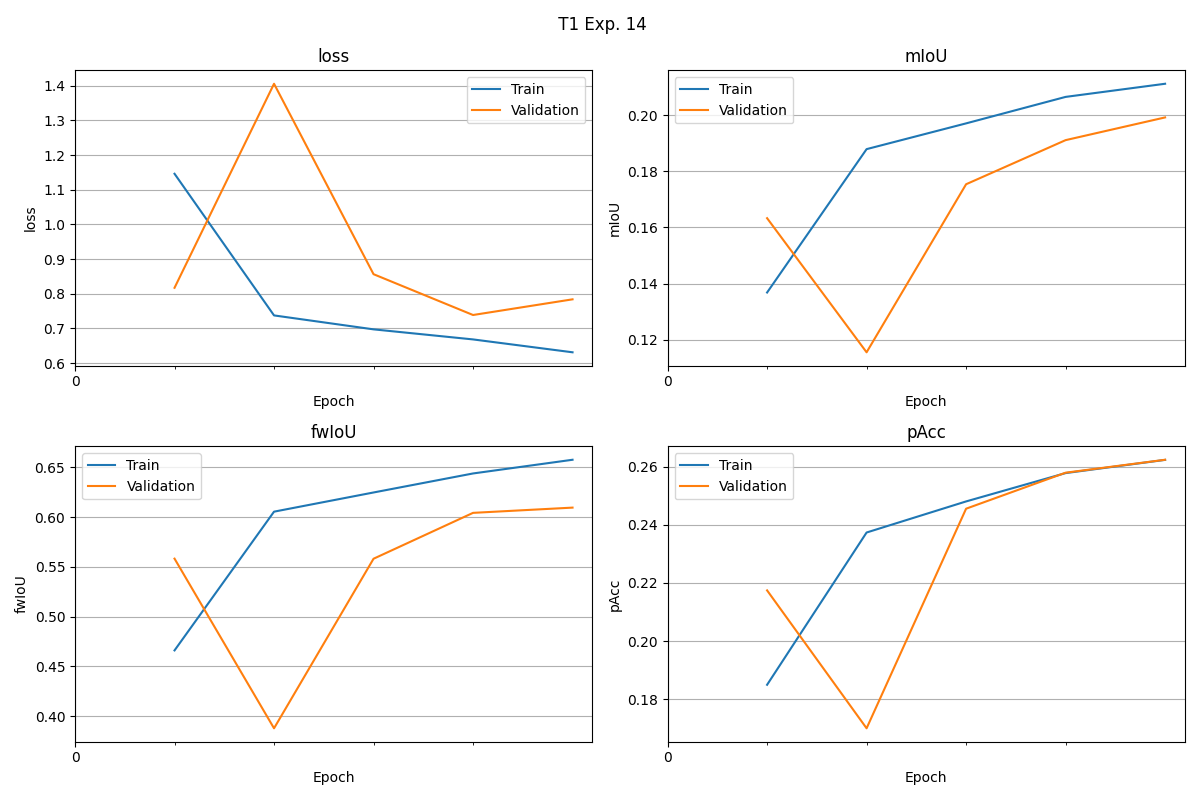 T1 Exp. 14
loss
Train
Validation
1.4
1.3
1.2
1.1
1.0
0.9
0.8
0.7
0.6
loss
0
Epoch
mIoU
Train
Validation
0.20
0.18
0.16
0.14
0.12
mIoU
0
Epoch
fwIoU
Train
Validation
0.65
0.60
0.55
0.50
0.45
0.40
fwIoU
0
Epoch
pAcc
Train
Validation
0.26
0.24
0.22
0.20
0.18
pAcc
0
Epoch